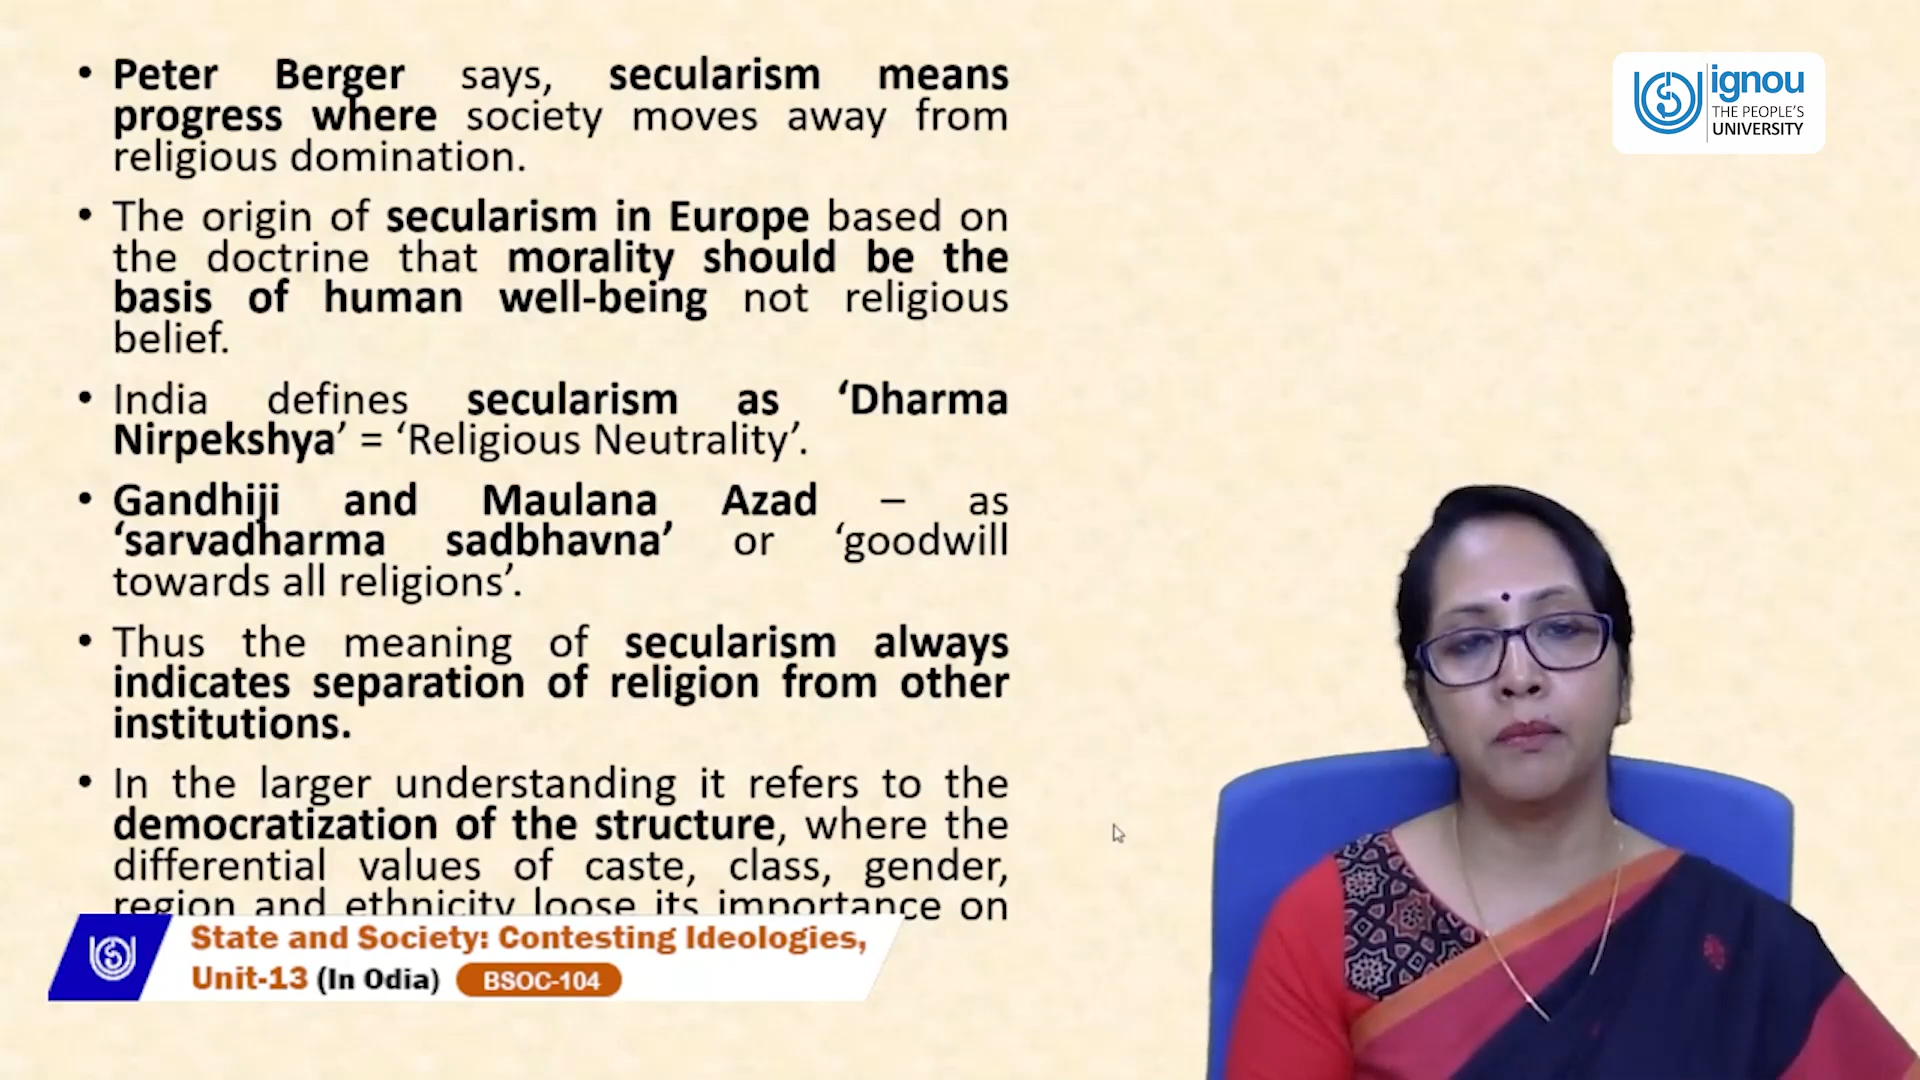 • Peter Berger says, secularism means
progress where society moves away from
religious domination.
• The origin of secularism in Europe based on
the doctrine that morality should be the
basis of human well-being not religious
belief.
• India defines secularism as ‘Dharma
Nirpekshya’ = ‘Religious Neutrality’.
• Gandhiji and Maulana Azad – as
‘sarvadharma sadbhavna’ or ‘goodwill
towards all religions’.
• Thus the meaning of secularism always
indicates separation of religion from other
institutions.
• In the larger understanding it refers to the
democratization of the structure, where the
differential values of caste, class, gender,
region and ethnicity loose its importance on
ignou
THE PEOPLE'S
UNIVERSITY
State and Society: Contesting Ideologies,
Unit-13 (In Odia) BSOC-104